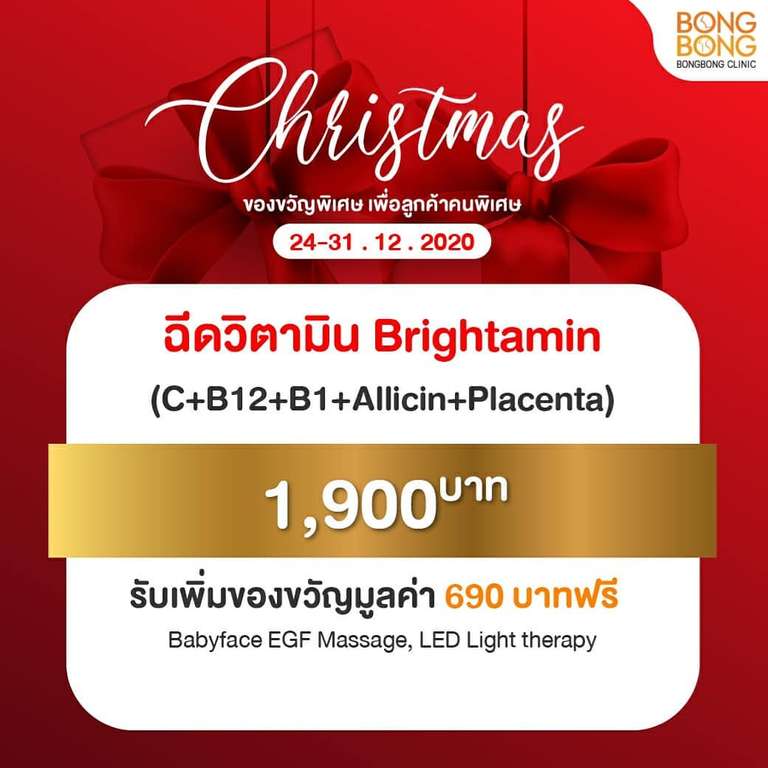 BONG
BONG
BONGBONG CLINIC
Christmas
ของขวัญพิเศษ เพื่อลูกค้าคนพิเศษ
24-31 . 12 . 2020
ฉีดวิตามิน Brightamin
(C+B12+B1+Allicin+Placenta)
1,900บาท
รับเพิ่มของขวัญมูลค่า 690 บาทฟรี
Babyface EGF Massage, LED Light therapy